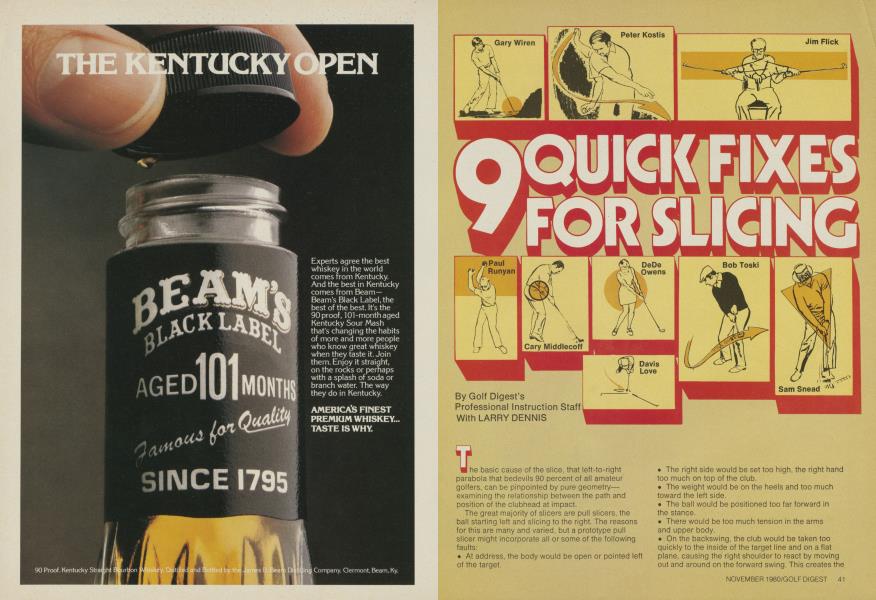 THE KENTUCKY OPEN
BEAM'S
BLACK LABEL
AGED 101 MONTHS
Famous for Quality
SINCE 1795
Experts agree the best
whiskey in the world
comes from Kentucky.
And the best in Kentucky
comes from Beam—
Beam's Black Label, the
best of the best. It's the
90 proof, 101-month aged
Kentucky Sour Mash
that's changing the habits
of more and more people
who know great whiskey
when they taste it. Join
them. Enjoy it straight,
on the rocks or perhaps
with a splash of soda or
branch water. The way
they do in Kentucky.
AMERICA'S FINEST
PREMIUM WHISKEY...
TASTE IS WHY.
90 Proof. Kentucky Straight Bourbon Whiskey. Distilled and Bottled by the James B. Beam Distilling Company, Clermont, Beam, Ky.
Gary Wiren
Peter Kostis
Jim Flick
9 QUICK FIXES
FOR SLICING
Paul
Runyan
Cary Middlecoff
DeDe
Owens
Bob Toski
Davis
Love
Sam Snead
By Golf Digest's
Professional Instruction Staff
With LARRY DENNIS
The basic cause of the slice, that left-to-right
parabola that bedevils 90 percent of all amateur
golfers, can be pinpointed by pure geometry—
examining the relationship between the path and
position of the clubhead at impact.
The great majority of slicers are pull slicers, the
ball starting left and slicing to the right. The reasons
for this are many and varied, but a prototype pull
slicer might incorporate all or some of the following
faults:
• At address, the body would be open or pointed left
of the target.
• The right side would be set too high, the right hand
too much on top of the club.
• The weight would be on the heels and too much
toward the left side.
• The ball would be positioned too far forward in
the stance.
• There would be too much tension in the arms
and upper body.
• On the backswing, the club would be taken too
quickly to the inside of the target line and on a flat
plane, causing the right shoulder to react by moving
out and around on the forward swing. This creates the
NOVEMBER 1980/GOLF DIGEST 41